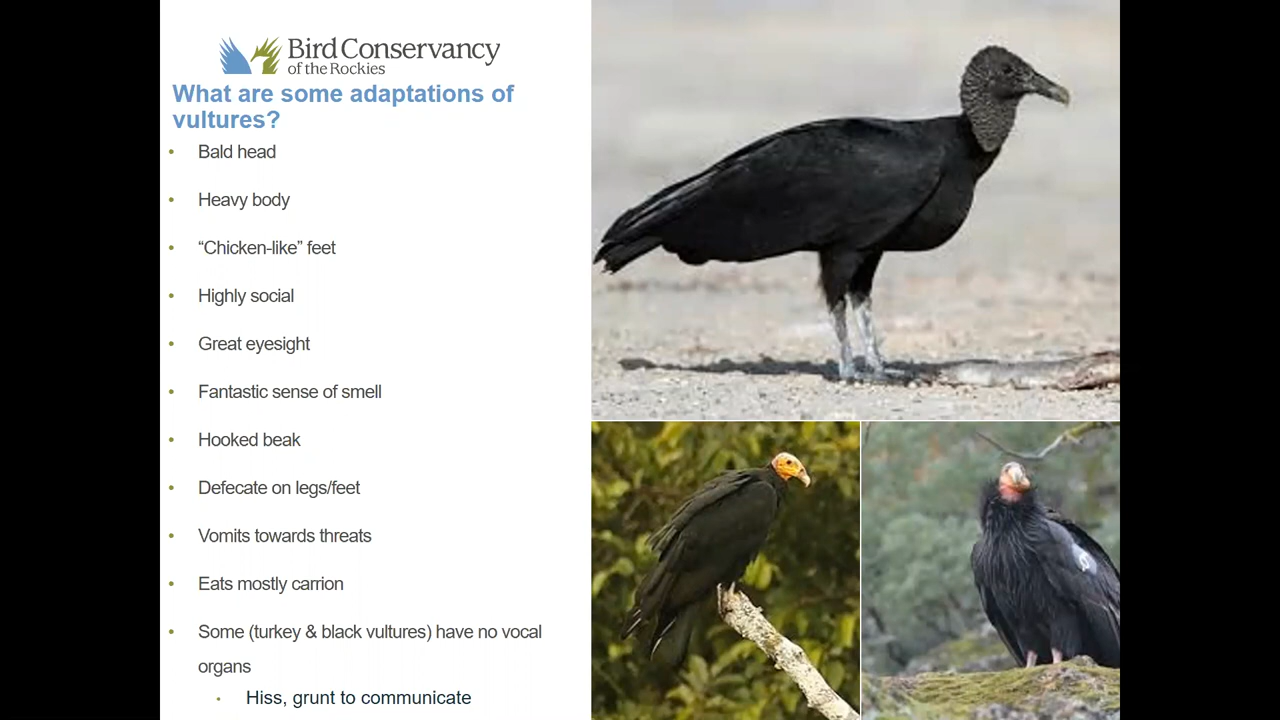 Bird Conservancy
of the Rockies
What are some adaptations of
vultures?
• Bald head
• Heavy body
• “Chicken-like” feet
• Highly social
• Great eyesight
• Fantastic sense of smell
• Hooked beak
• Defecate on legs/feet
• Vomits towards threats
• Eats mostly carrion
• Some (turkey & black vultures) have no vocal
organs
• Hiss, grunt to communicate